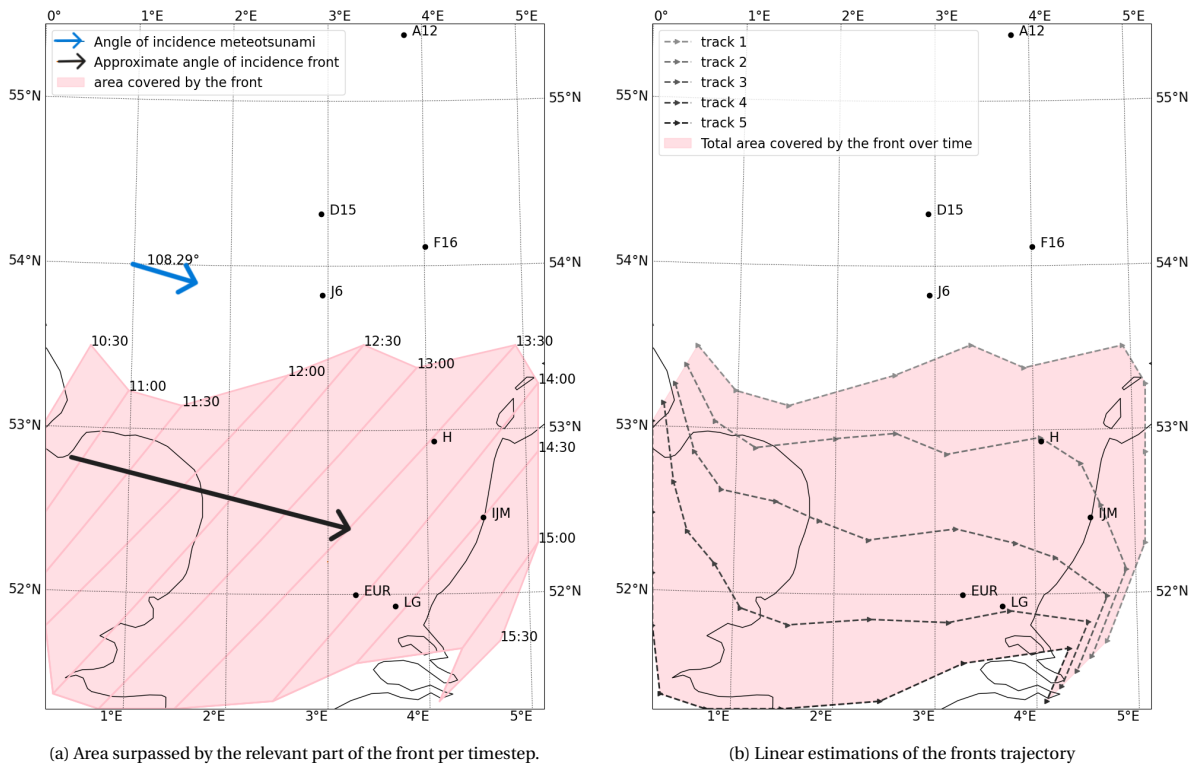 0° 1°E 2°E 3°E 4°E 5°E
Angle of incidence meteotsunami
Approximate angle of incidence front
area covered by the front
A12
55°N 55°N
D15
F16
54°N 54°N
108.29°
J6
10:30 12:30 13:30
12:00 13:00
11:00 14:00
11:30
53°N 53°N
H
14:30
IJM
15:00
52°N 52°N
EUR
LG
15:30
1°E 2°E 3°E 4°E 5°E
(a) Area surpassed by the relevant part of the front per timestep.
0° 1°E 2°E 3°E 4°E 5°E
track 1
track 2
track 3
track 4
track 5
Total area covered by the front over time
A12
55°N 55°N
D15
F16
54°N 54°N
J6
53°N 53°N
H
IJM
52°N 52°N
EUR
LG
1°E 2°E 3°E 4°E 5°E
(b) Linear estimations of the fronts trajectory